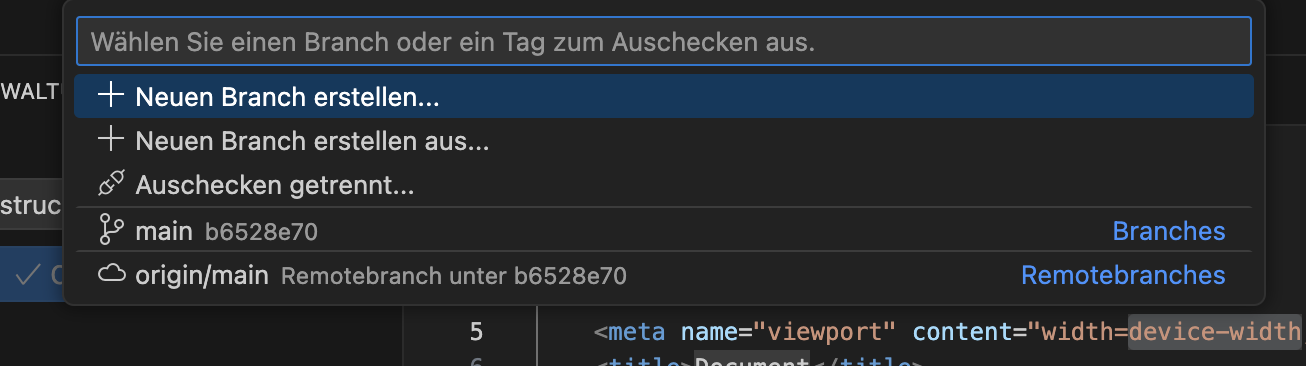 Wählen Sie einen Branch oder ein Tag zum Auschecken aus.
Neuen Branch erstellen...
Neuen Branch erstellen aus...
Auschecken getrennt...
main b6528e70 Branches
origin/main Remotebranch unter b6528e70 Remotebranches
WALTU
struc
5 <meta name="viewport" content="width=device-width
6 <title>Document</title>